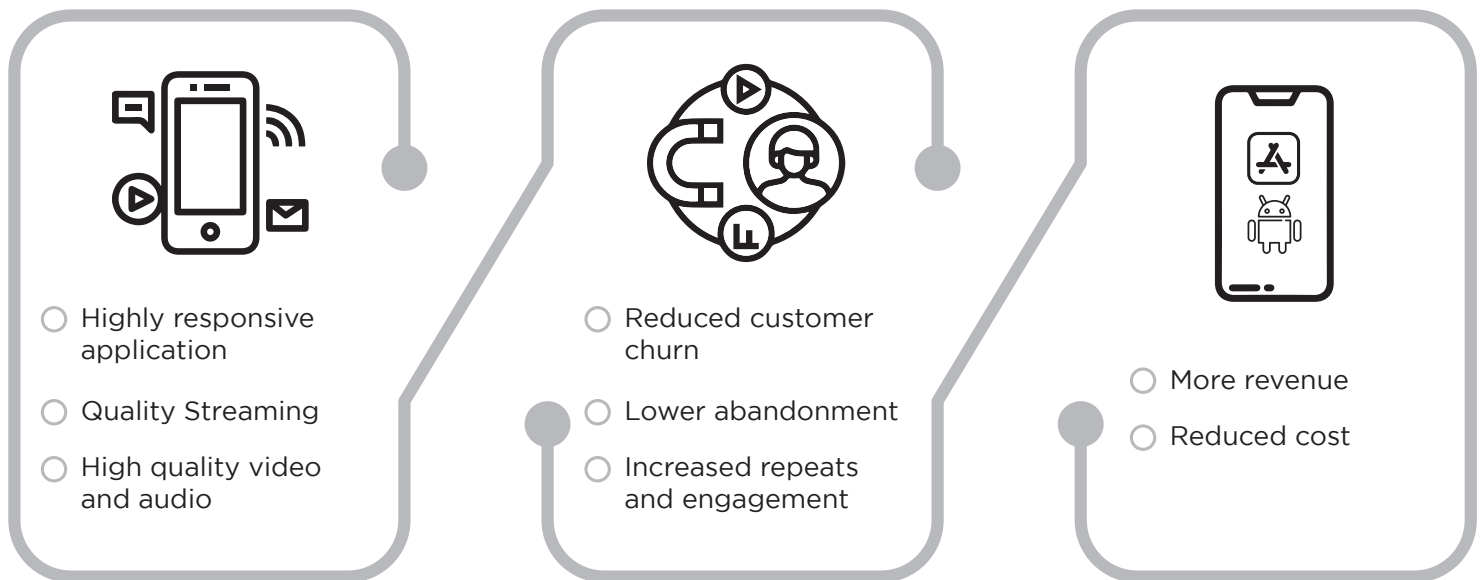 Highly responsive
application
Quality Streaming
High quality video
and audio
Reduced customer
churn
Lower abandonment
Increased repeats
and engagement
More revenue
Reduced cost